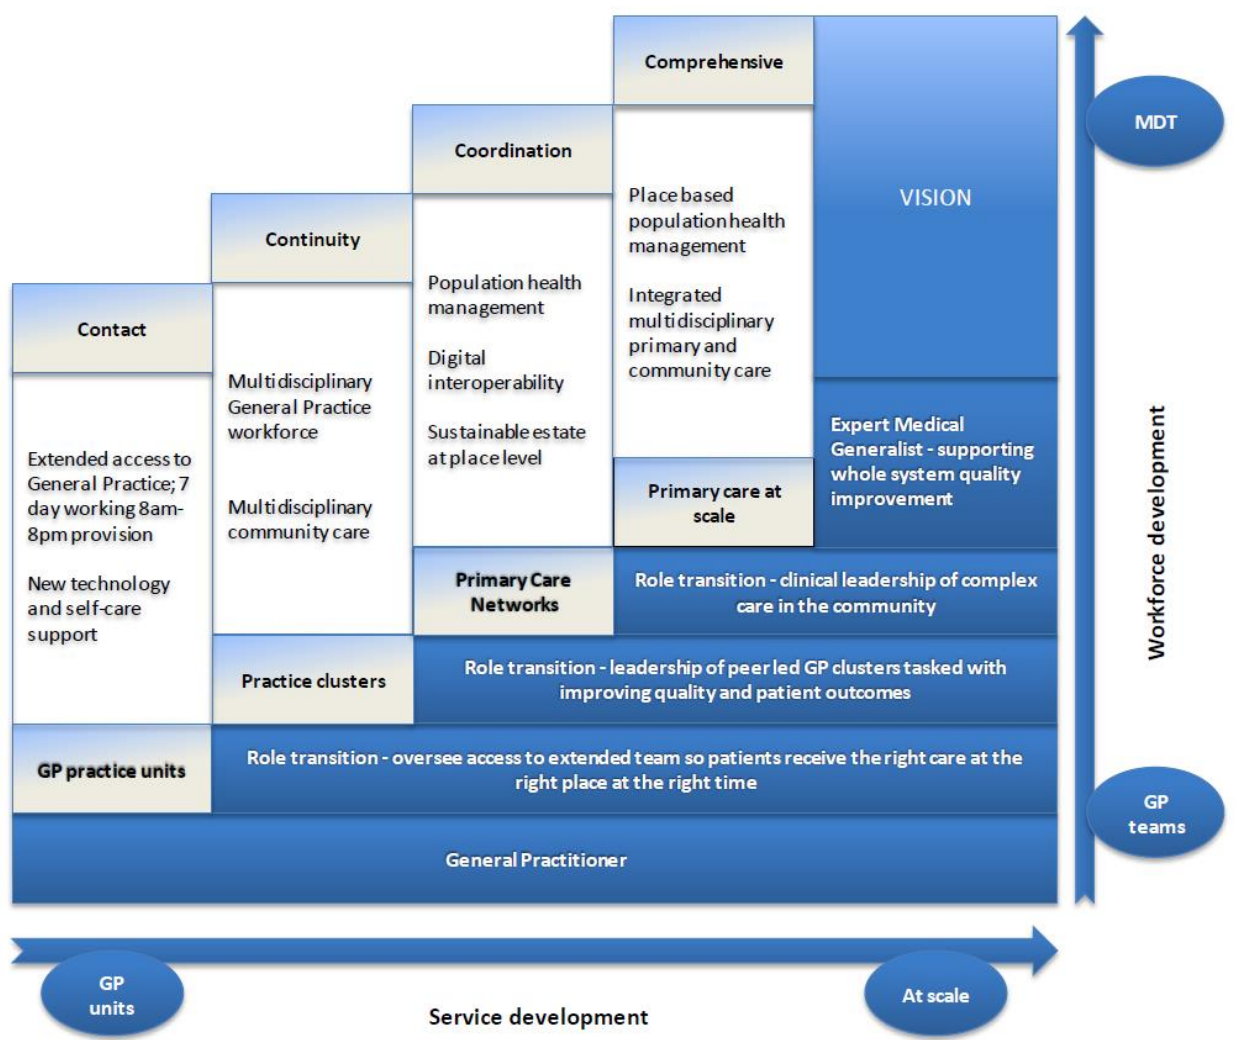 Comprehensive
Coordination
Continuity
Contact
Place based
population health
management
Integrated
multidisciplinary
primary and
community care
Primary care at
scale
Population health
management
Digital
interoperability
Sustainable estate
at place level
Primary Care
Networks
Multidisciplinary
General Practice
workforce
Multidisciplinary
community care
Practice clusters
Extended access to
General Practice; 7
day working 8am-
8pm provision
New technology
and self-care
support
GP practice units
VISION
Expert Medical
Generalist - supporting
whole system quality
improvement
Role transition - clinical leadership of complex
care in the community
Role transition - leadership of peer led GP clusters tasked with
improving quality and patient outcomes
Role transition - oversee access to extended team so patients receive the right care at the
right place at the right time
General Practitioner
MDT
Workforce development
GP
teams
GP
units
Service development
At scale